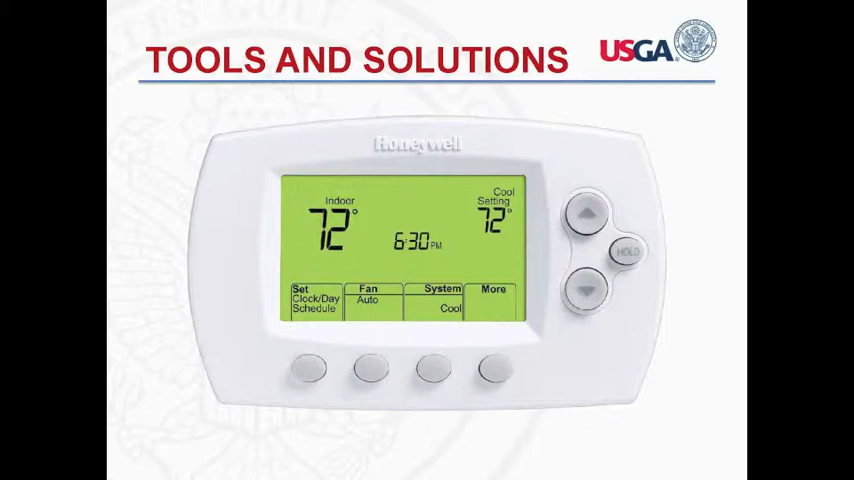 TOOLS AND SOLUTIONS
USGA
Honeywell
Indoor
72°
6:30 PM
Cool
Setting
72°
HOLD
Set
Clock/Day
Schedule
Fan
Auto
System
Cool
More